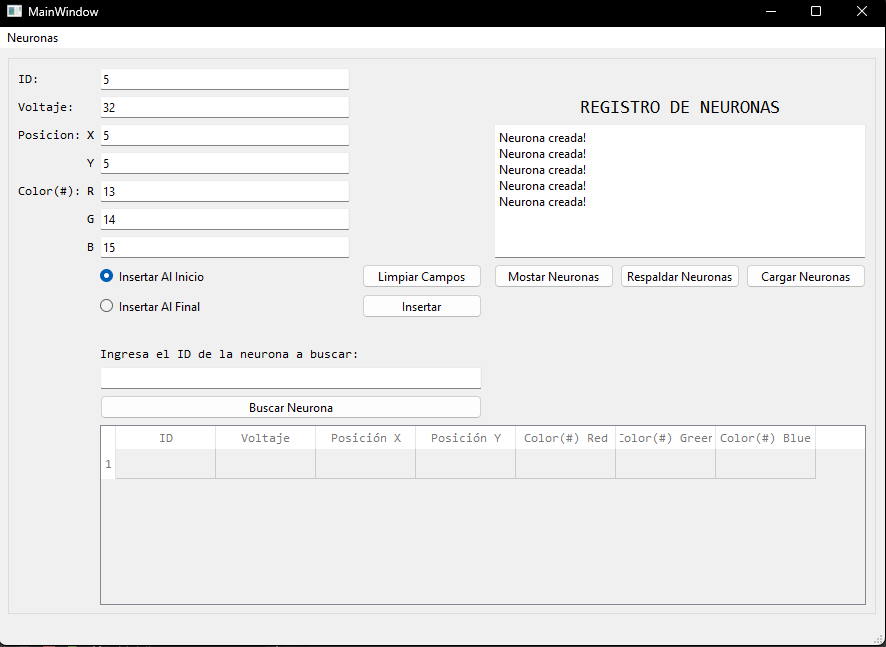 MainWindow
Neuronas
ID: 5
Voltaje: 32
Posicion: X 5
Y 5
Color(#): R 13
G 14
B 15
Insertar Al Inicio
Insertar Al Final
Limpiar Campos
Insertar
REGISTRO DE NEURONAS
Neurona creada!
Neurona creada!
Neurona creada!
Neurona creada!
Neurona creada!
Mostar Neuronas Respaldar Neuronas Cargar Neuronas
Ingresa el ID de la neurona a buscar:
Buscar Neurona
ID Voltaje Posición X Posición Y Color(#) Red Color(#) Green Color(#) Blue
1